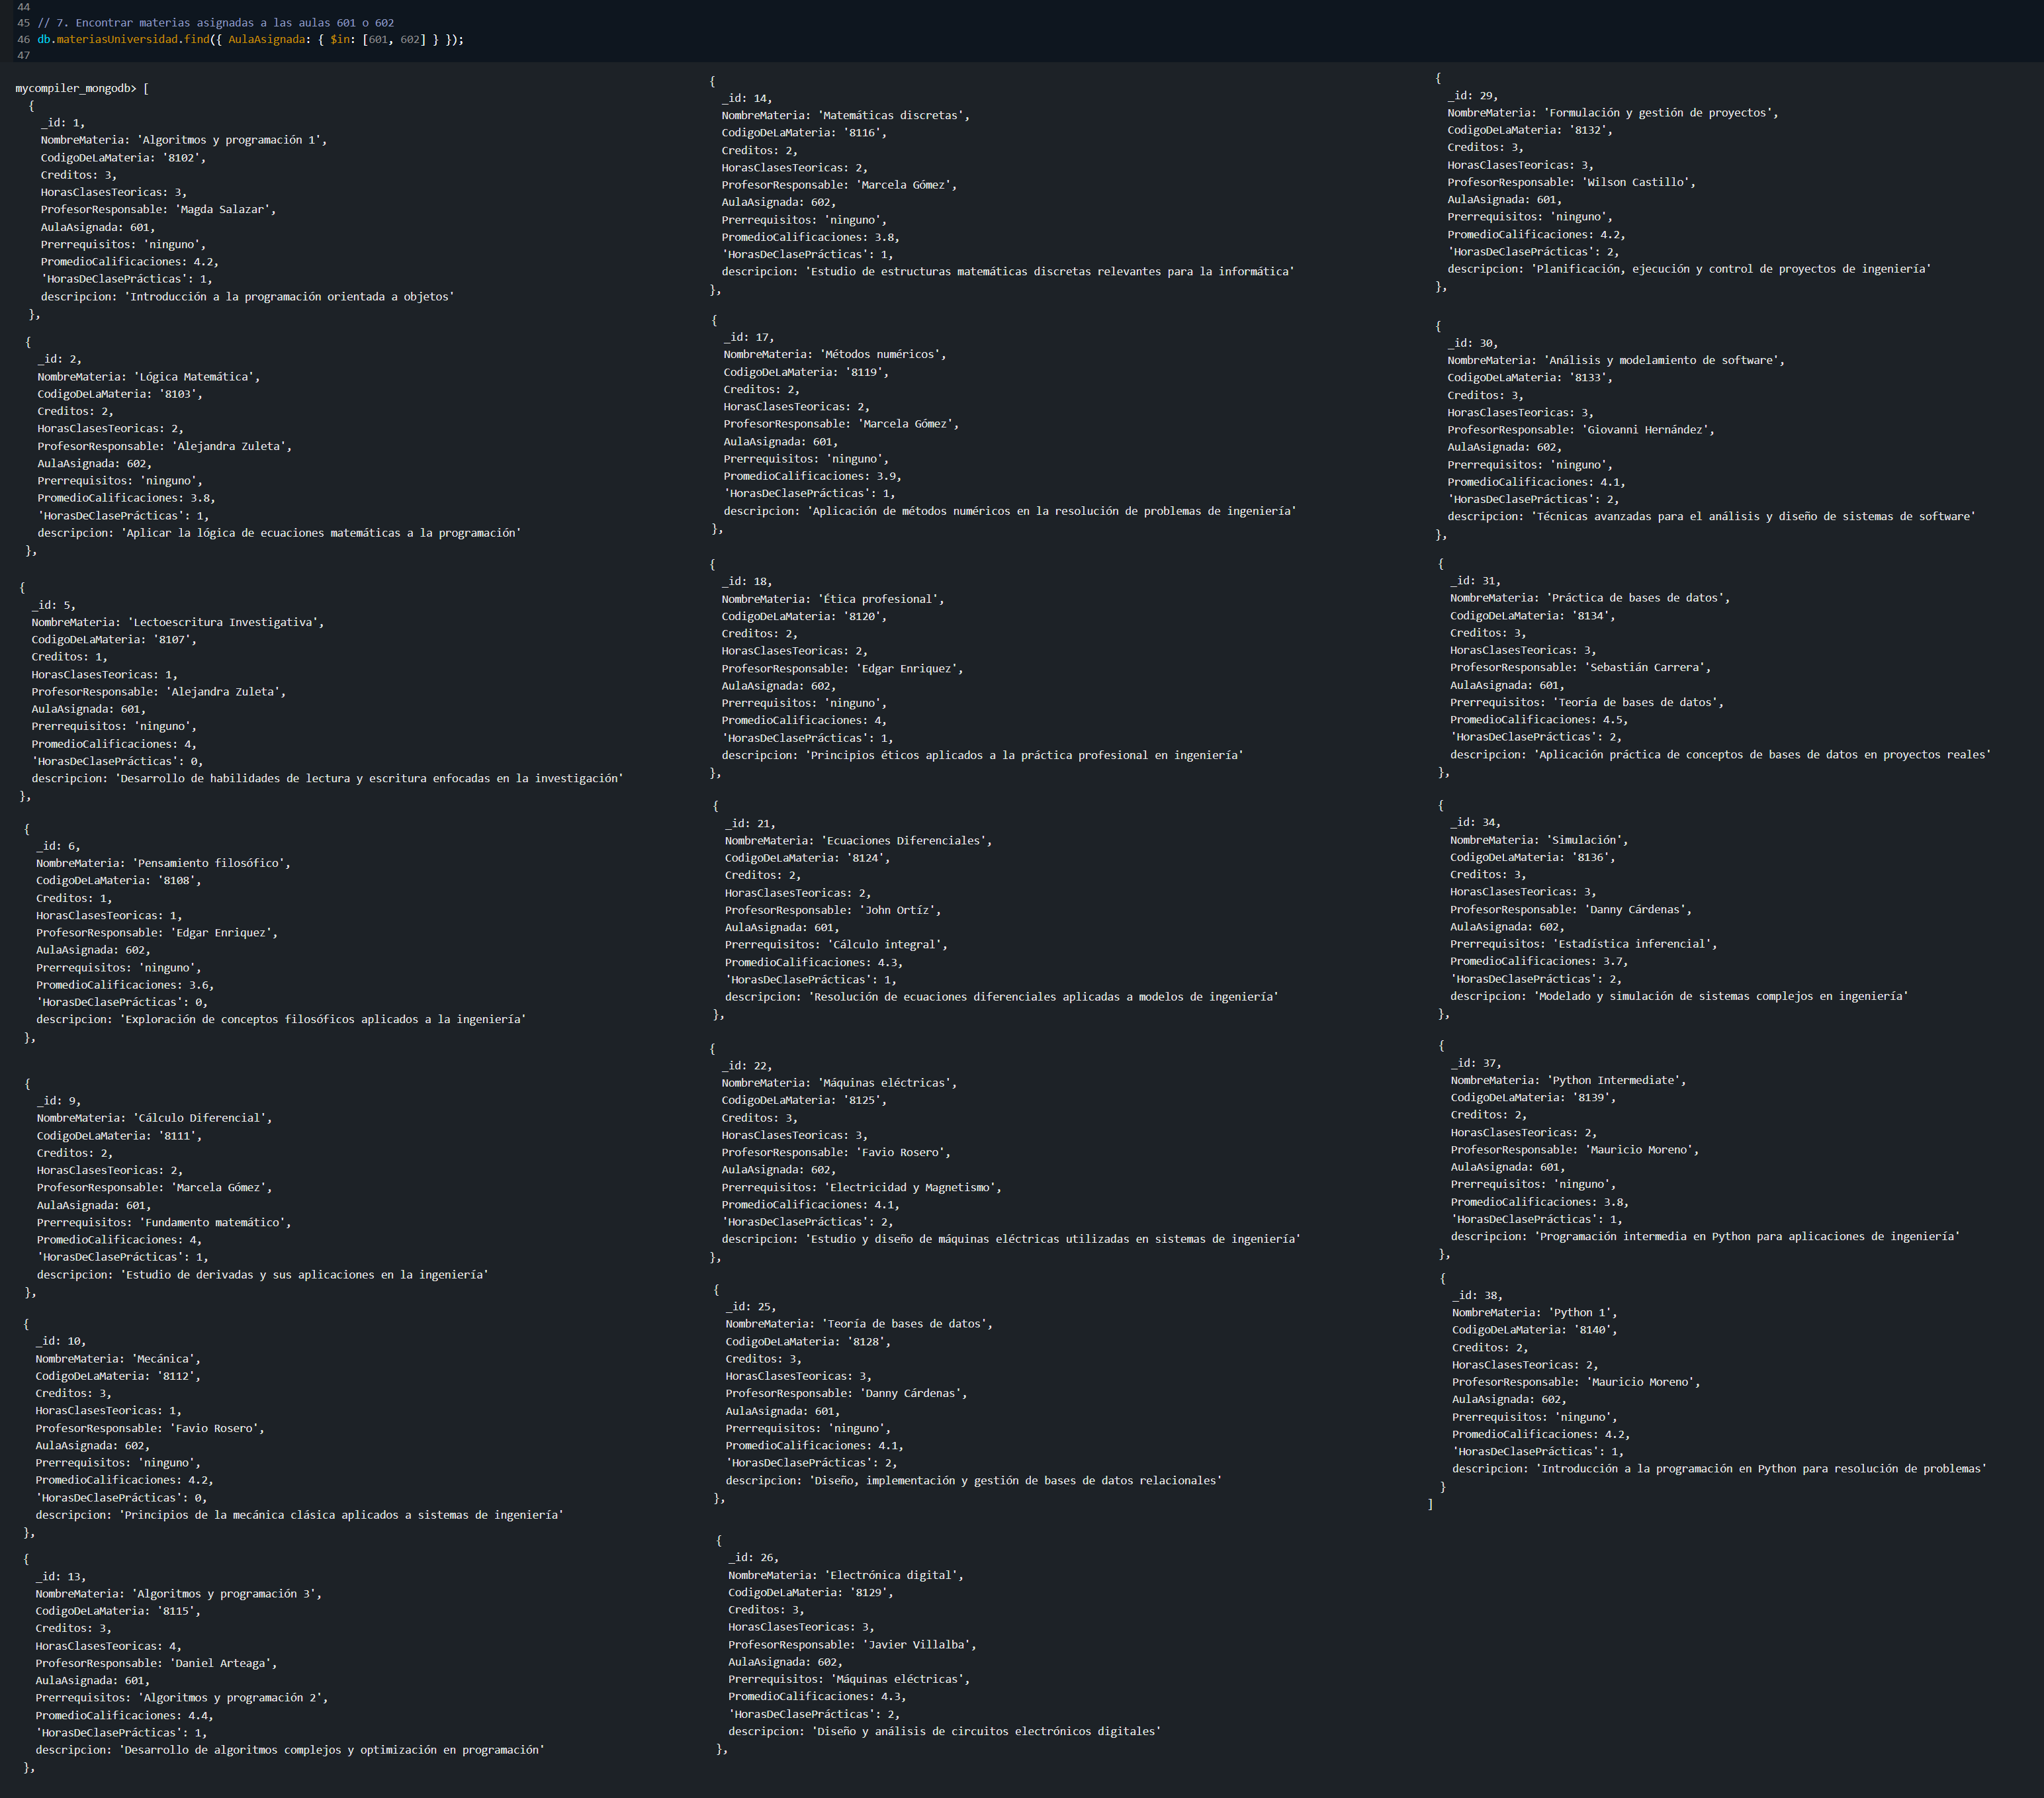 44
45 // 7. Encontrar materias asignadas a las aulas 601 o 602
46 db.materiasUniversidad.find({ AulaAsignada: { $in: [601, 602] } });
47
mycompiler_mongodb> [
{
_id: 1,
NombreMateria: 'Algoritmos y programación 1',
CodigoDeLaMateria: '8102',
Creditos: 3,
HorasClasesTeoricas: 3,
ProfesorResponsable: 'Magda Salazar',
AulaAsignada: 601,
Prerrequisitos: 'ninguno',
PromedioCalificaciones: 4.2,
'HorasDeClasePrácticas': 1,
descripcion: 'Introducción a la programación orientada a objetos'
},
{
_id: 2,
NombreMateria: 'Lógica Matemática',
CodigoDeLaMateria: '8103',
Creditos: 2,
HorasClasesTeoricas: 2,
ProfesorResponsable: 'Alejandra Zuleta',
AulaAsignada: 602,
Prerrequisitos: 'ninguno',
PromedioCalificaciones: 3.8,
'HorasDeClasePrácticas': 1,
descripcion: 'Aplicar la lógica de ecuaciones matemáticas a la programación'
},
{
_id: 5,
NombreMateria: 'Lectoescritura Investigativa',
CodigoDeLaMateria: '8107',
Creditos: 1,
HorasClasesTeoricas: 1,
ProfesorResponsable: 'Alejandra Zuleta',
AulaAsignada: 601,
Prerrequisitos: 'ninguno',
PromedioCalificaciones: 4,
'HorasDeClasePrácticas': 0,
descripcion: 'Desarrollo de habilidades de lectura y escritura enfocadas en la investigación'
},
{
_id: 6,
NombreMateria: 'Pensamiento filosófico',
CodigoDeLaMateria: '8108',
Creditos: 1,
HorasClasesTeoricas: 1,
ProfesorResponsable: 'Edgar Enriquez',
AulaAsignada: 602,
Prerrequisitos: 'ninguno',
PromedioCalificaciones: 3.6,
'HorasDeClasePrácticas': 0,
descripcion: 'Exploración de conceptos filosóficos aplicados a la ingeniería'
},
{
_id: 9,
NombreMateria: 'Cálculo Diferencial',
CodigoDeLaMateria: '8111',
Creditos: 2,
HorasClasesTeoricas: 2,
ProfesorResponsable: 'Marcela Gómez',
AulaAsignada: 601,
Prerrequisitos: 'Fundamento matemático',
PromedioCalificaciones: 4,
'HorasDeClasePrácticas': 1,
descripcion: 'Estudio de derivadas y sus aplicaciones en la ingeniería'
},
{
_id: 10,
NombreMateria: 'Mecánica',
CodigoDeLaMateria: '8112',
Creditos: 3,
HorasClasesTeoricas: 1,
ProfesorResponsable: 'Favio Rosero',
AulaAsignada: 602,
Prerrequisitos: 'ninguno',
PromedioCalificaciones: 4.2,
'HorasDeClasePrácticas': 0,
descripcion: 'Principios de la mecánica clásica aplicados a sistemas de ingeniería'
},
{
_id: 13,
NombreMateria: 'Algoritmos y programación 3',
CodigoDeLaMateria: '8115',
Creditos: 3,
HorasClasesTeoricas: 4,
ProfesorResponsable: 'Daniel Arteaga',
AulaAsignada: 601,
Prerrequisitos: 'Algoritmos y programación 2',
PromedioCalificaciones: 4.4,
'HorasDeClasePrácticas': 1,
descripcion: 'Desarrollo de algoritmos complejos y optimización en programación'
},
{
_id: 14,
NombreMateria: 'Matemáticas discretas',
CodigoDeLaMateria: '8116',
Creditos: 2,
HorasClasesTeoricas: 2,
ProfesorResponsable: 'Marcela Gómez',
AulaAsignada: 602,
Prerrequisitos: 'ninguno',
PromedioCalificaciones: 3.8,
'HorasDeClasePrácticas': 1,
descripcion: 'Estudio de estructuras matemáticas discretas relevantes para la informática'
},
{
_id: 17,
NombreMateria: 'Métodos numéricos',
CodigoDeLaMateria: '8119',
Creditos: 2,
HorasClasesTeoricas: 2,
ProfesorResponsable: 'Marcela Gómez',
AulaAsignada: 601,
Prerrequisitos: 'ninguno',
PromedioCalificaciones: 3.9,
'HorasDeClasePrácticas': 1,
descripcion: 'Aplicación de métodos numéricos en la resolución de problemas de ingeniería'
},
{
_id: 18,
NombreMateria: 'Ética profesional',
CodigoDeLaMateria: '8120',
Creditos: 2,
HorasClasesTeoricas: 2,
ProfesorResponsable: 'Edgar Enriquez',
AulaAsignada: 602,
Prerrequisitos: 'ninguno',
PromedioCalificaciones: 4,
'HorasDeClasePrácticas': 1,
descripcion: 'Principios éticos aplicados a la práctica profesional en ingeniería'
},
{
_id: 21,
NombreMateria: 'Ecuaciones Diferenciales',
CodigoDeLaMateria: '8124',
Creditos: 2,
HorasClasesTeoricas: 2,
ProfesorResponsable: 'John Ortíz',
AulaAsignada: 601,
Prerrequisitos: 'Cálculo integral',
PromedioCalificaciones: 4.3,
'HorasDeClasePrácticas': 1,
descripcion: 'Resolución de ecuaciones diferenciales aplicadas a modelos de ingeniería'
},
{
_id: 22,
NombreMateria: 'Máquinas eléctricas',
CodigoDeLaMateria: '8125',
Creditos: 3,
HorasClasesTeoricas: 3,
ProfesorResponsable: 'Favio Rosero',
AulaAsignada: 602,
Prerrequisitos: 'Electricidad y Magnetismo',
PromedioCalificaciones: 4.1,
'HorasDeClasePrácticas': 2,
descripcion: 'Estudio y diseño de máquinas eléctricas utilizadas en sistemas de ingeniería'
},
{
_id: 25,
NombreMateria: 'Teoría de bases de datos',
CodigoDeLaMateria: '8128',
Creditos: 3,
HorasClasesTeoricas: 3,
ProfesorResponsable: 'Danny Cárdenas',
AulaAsignada: 601,
Prerrequisitos: 'ninguno',
PromedioCalificaciones: 4.1,
'HorasDeClasePrácticas': 2,
descripcion: 'Diseño, implementación y gestión de bases de datos relacionales'
},
{
_id: 26,
NombreMateria: 'Electrónica digital',
CodigoDeLaMateria: '8129',
Creditos: 3,
HorasClasesTeoricas: 3,
ProfesorResponsable: 'Javier Villalba',
AulaAsignada: 602,
Prerrequisitos: 'Máquinas eléctricas',
PromedioCalificaciones: 4.3,
'HorasDeClasePrácticas': 2,
descripcion: 'Diseño y análisis de circuitos electrónicos digitales'
},
{
_id: 29,
NombreMateria: 'Formulación y gestión de proyectos',
CodigoDeLaMateria: '8132',
Creditos: 3,
HorasClasesTeoricas: 3,
ProfesorResponsable: 'Wilson Castillo',
AulaAsignada: 601,
Prerrequisitos: 'ninguno',
PromedioCalificaciones: 4.2,
'HorasDeClasePrácticas': 2,
descripcion: 'Planificación, ejecución y control de proyectos de ingeniería'
},
{
_id: 30,
NombreMateria: 'Análisis y modelamiento de software',
CodigoDeLaMateria: '8133',
Creditos: 3,
HorasClasesTeoricas: 3,
ProfesorResponsable: 'Giovanni Hernández',
AulaAsignada: 602,
Prerrequisitos: 'ninguno',
PromedioCalificaciones: 4.1,
'HorasDeClasePrácticas': 2,
descripcion: 'Técnicas avanzadas para el análisis y diseño de sistemas de software'
},
{
_id: 31,
NombreMateria: 'Práctica de bases de datos',
CodigoDeLaMateria: '8134',
Creditos: 3,
HorasClasesTeoricas: 3,
ProfesorResponsable: 'Sebastián Carrera',
AulaAsignada: 601,
Prerrequisitos: 'Teoría de bases de datos',
PromedioCalificaciones: 4.5,
'HorasDeClasePrácticas': 2,
descripcion: 'Aplicación práctica de conceptos de bases de datos en proyectos reales'
},
{
_id: 34,
NombreMateria: 'Simulación',
CodigoDeLaMateria: '8136',
Creditos: 3,
HorasClasesTeoricas: 3,
ProfesorResponsable: 'Danny Cárdenas',
AulaAsignada: 602,
Prerrequisitos: 'Estadística inferencial',
PromedioCalificaciones: 3.7,
'HorasDeClasePrácticas': 2,
descripcion: 'Modelado y simulación de sistemas complejos en ingeniería'
},
{
_id: 37,
NombreMateria: 'Python Intermediate',
CodigoDeLaMateria: '8139',
Creditos: 2,
HorasClasesTeoricas: 2,
ProfesorResponsable: 'Mauricio Moreno',
AulaAsignada: 601,
Prerrequisitos: 'ninguno',
PromedioCalificaciones: 3.8,
'HorasDeClasePrácticas': 1,
descripcion: 'Programación intermedia en Python para aplicaciones de ingeniería'
},
{
_id: 38,
NombreMateria: 'Python 1',
CodigoDeLaMateria: '8140',
Creditos: 2,
HorasClasesTeoricas: 2,
ProfesorResponsable: 'Mauricio Moreno',
AulaAsignada: 602,
Prerrequisitos: 'ninguno',
PromedioCalificaciones: 4.2,
'HorasDeClasePrácticas': 1,
descripcion: 'Introducción a la programación en Python para resolución de problemas'
}
]